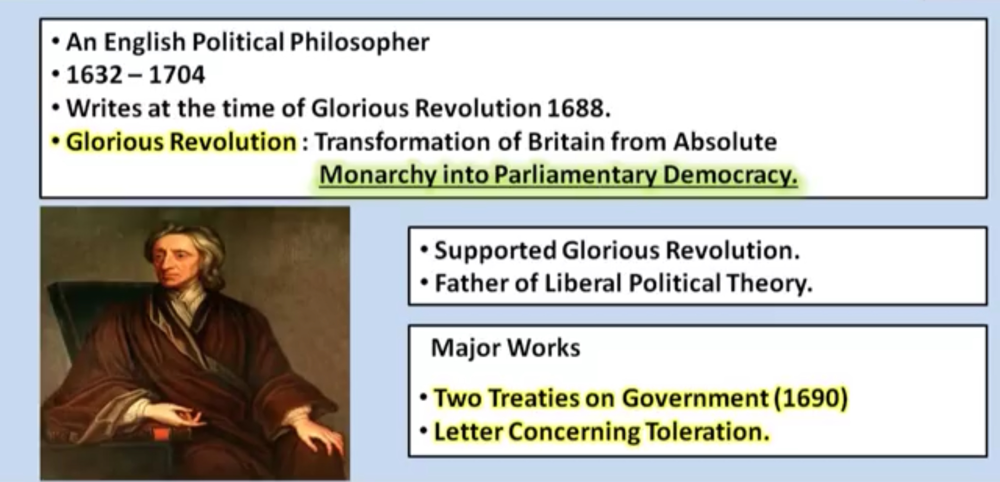 • An English Political Philosopher
• 1632 – 1704
• Writes at the time of Glorious Revolution 1688.
• Glorious Revolution : Transformation of Britain from Absolute
Monarchy into Parliamentary Democracy.
• Supported Glorious Revolution.
• Father of Liberal Political Theory.
Major Works
• Two Treaties on Government (1690)
• Letter Concerning Toleration.